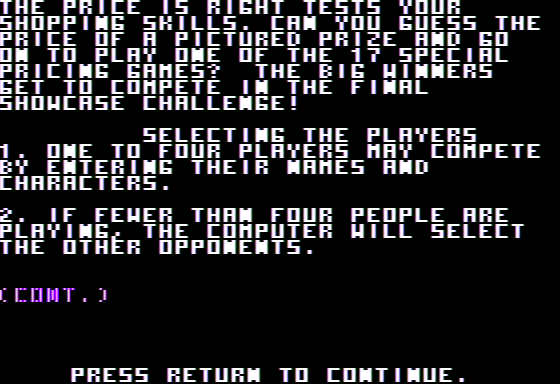 THE PRICE IS RIGHT TESTS YOUR
SHOPPING SKILLS. CAN YOU GUESS THE
PRICE OF A PICTURED PRIZE AND GO
ON TO PLAY ONE OF THE 17 SPECIAL
PRICING GAMES? THE BIG WINNERS
GET TO COMPETE IN THE FINAL
SHOWCASE CHALLENGE!
SELECTING THE PLAYERS
1. ONE TO FOUR PLAYERS MAY COMPETE
BY ENTERING THEIR NAMES AND
CHARACTERS.
2. IF FEWER THAN FOUR PEOPLE ARE
PLAYING, THE COMPUTER WILL SELECT
THE OTHER OPPONENTS.
(CONT.)
PRESS RETURN TO CONTINUE.